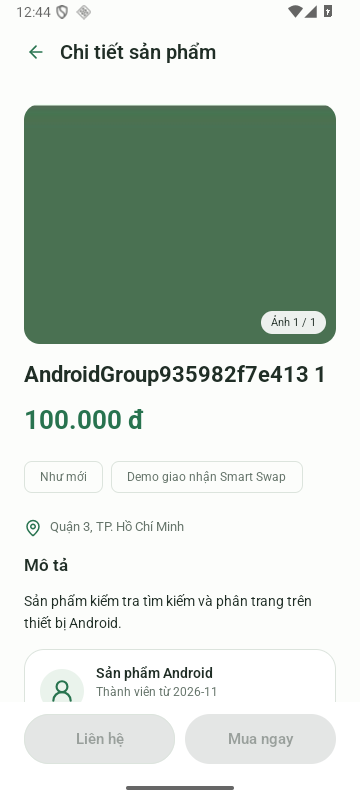 12:44
Chi tiết sản phẩm
Ảnh 1 / 1
AndroidGroup935982f7e413 1
100.000 đ
Như mới
Demo giao nhận Smart Swap
Quận 3, TP. Hồ Chí Minh
Mô tả
Sản phẩm kiểm tra tìm kiếm và phân trang trên
thiết bị Android.
Sản phẩm Android
Thành viên từ 2026-11
Liên hệ
Mua ngay